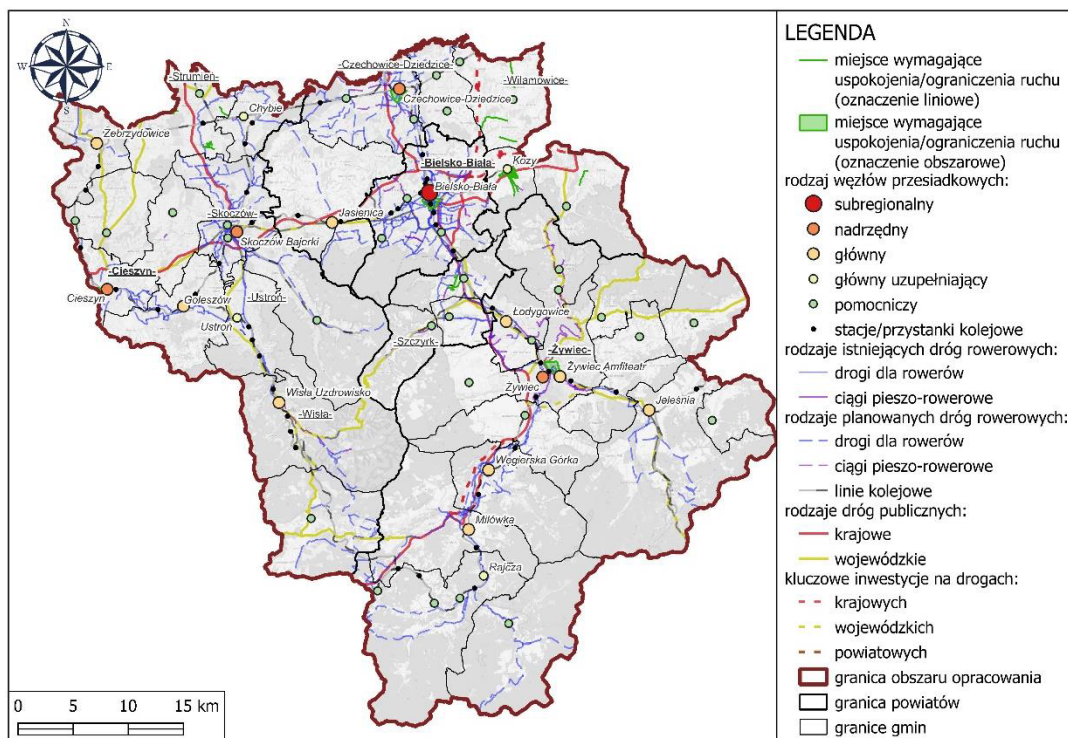 N
W
E
S
-Strumień-
Chybie
Zebrzydowice
-Czechowice-Dziedzice-
Czechowice-Dziedzice
-Wilamowice-
-Bielsko-Biała-
Bielsko-Biała
Kozy
-Skoczów-
Skoczów Bajerki
Jasienica
-Cieszyn-
Cieszyn
Goleszów
-Ustroń-
Ustroń
Łodygowice
-Szczyrk-
-Żywiec-
Żywiec Amfiteatr
Żywiec
Jeleśnia
Wisła Uzdrowisko
-Wisła-
Węgierska Górka
Milówka
Rajcza
0 5 10 15 km
LEGENDA
miejsce wymagające
uspokojenia/ograniczenia ruchu
(oznaczenie liniowe)
miejsce wymagające
uspokojenia/ograniczenia ruchu
(oznaczenie obszarowe)
rodzaj węzłów przesiadkowych:
subregionalny
nadrzędny
główny
główny uzupełniający
pomocniczy
stacje/przystanki kolejowe
rodzaje istniejących dróg rowerowych:
drogi dla rowerów
ciągi pieszo-rowerowe
rodzaje planowanych dróg rowerowych:
drogi dla rowerów
ciągi pieszo-rowerowe
linie kolejowe
rodzaje dróg publicznych:
krajowe
wojewódzkie
kluczowe inwestycje na drogach:
krajowych
wojewódzkich
powiatowych
granica obszaru opracowania
granica powiatów
granice gmin